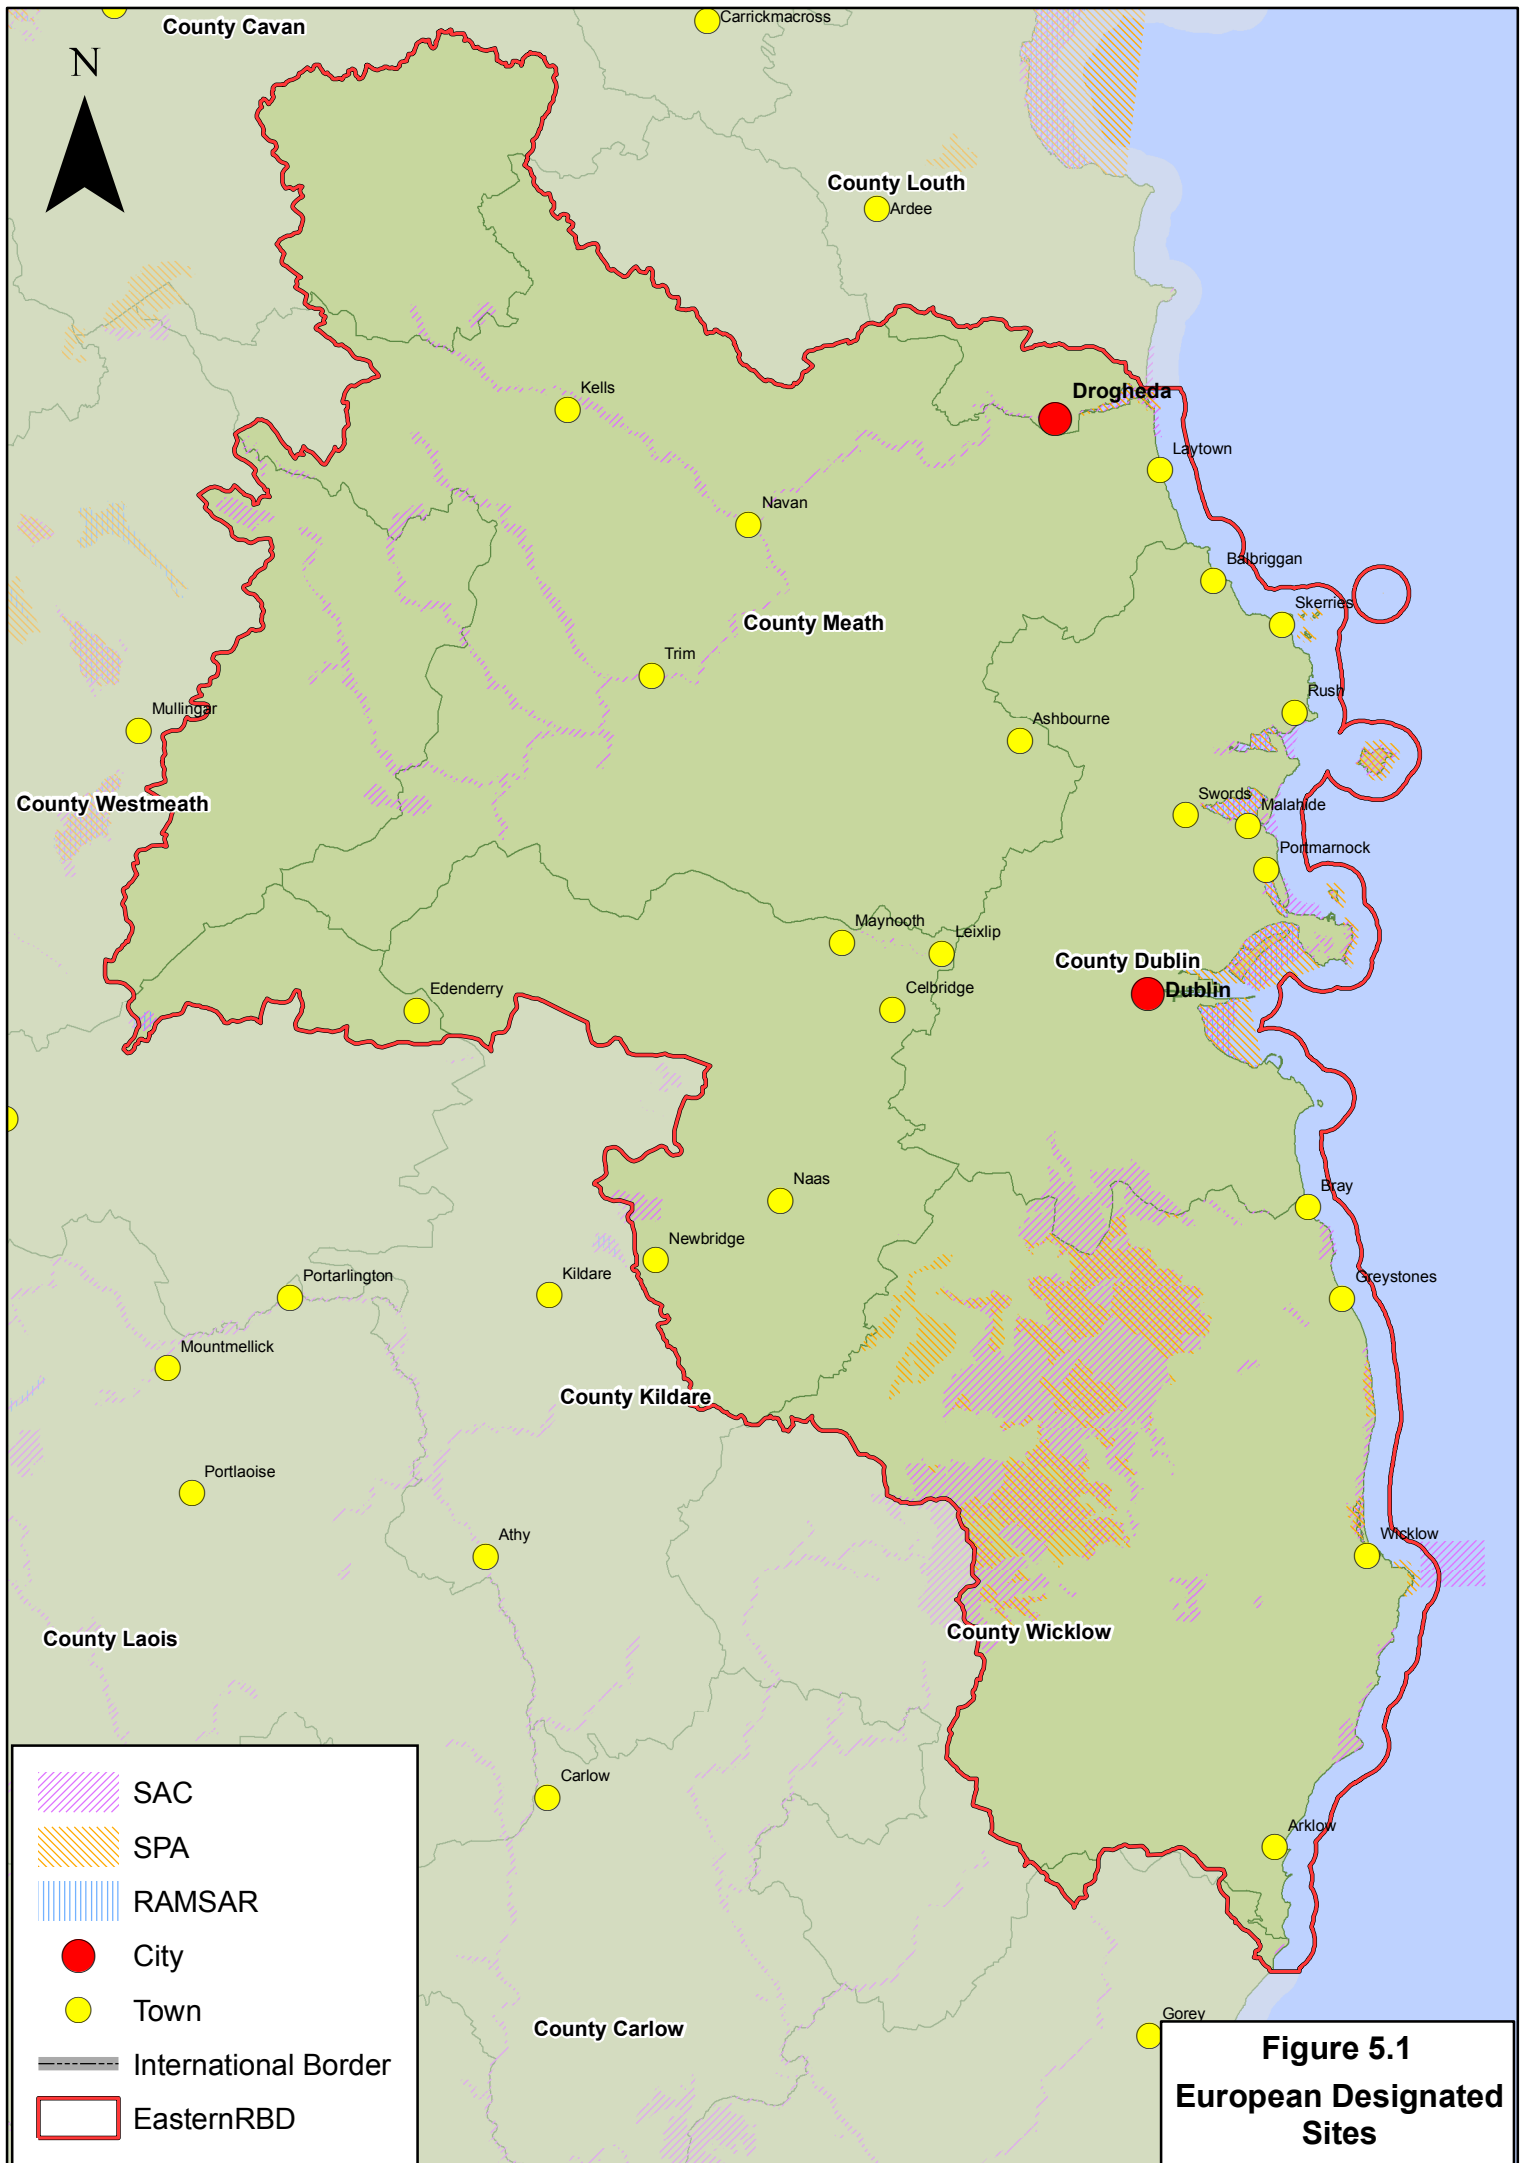 County Cavan
Carrickmacross
N
County Louth
Ardee
Kells
Drogheda
Laytown
Navan
Balbriggan
Skerries
County Meath
Trim
Rush
Mullingar
Ashbourne
County Westmeath
Swords
Malahide
Portmarnock
Maynooth
Leixlip
County Dublin
Dublin
Edenderry
Celbridge
Naas
Bray
Newbridge
Kildare
Portarlington
Greystones
Mountmellick
County Kildare
Portlaoise
Athy
Wicklow
County Laois
County Wicklow
Carlow
Arklow
SAC
SPA
RAMSAR
City
Town
International Border
EasternRBD
County Carlow
Gorey
Figure 5.1
European Designated
Sites